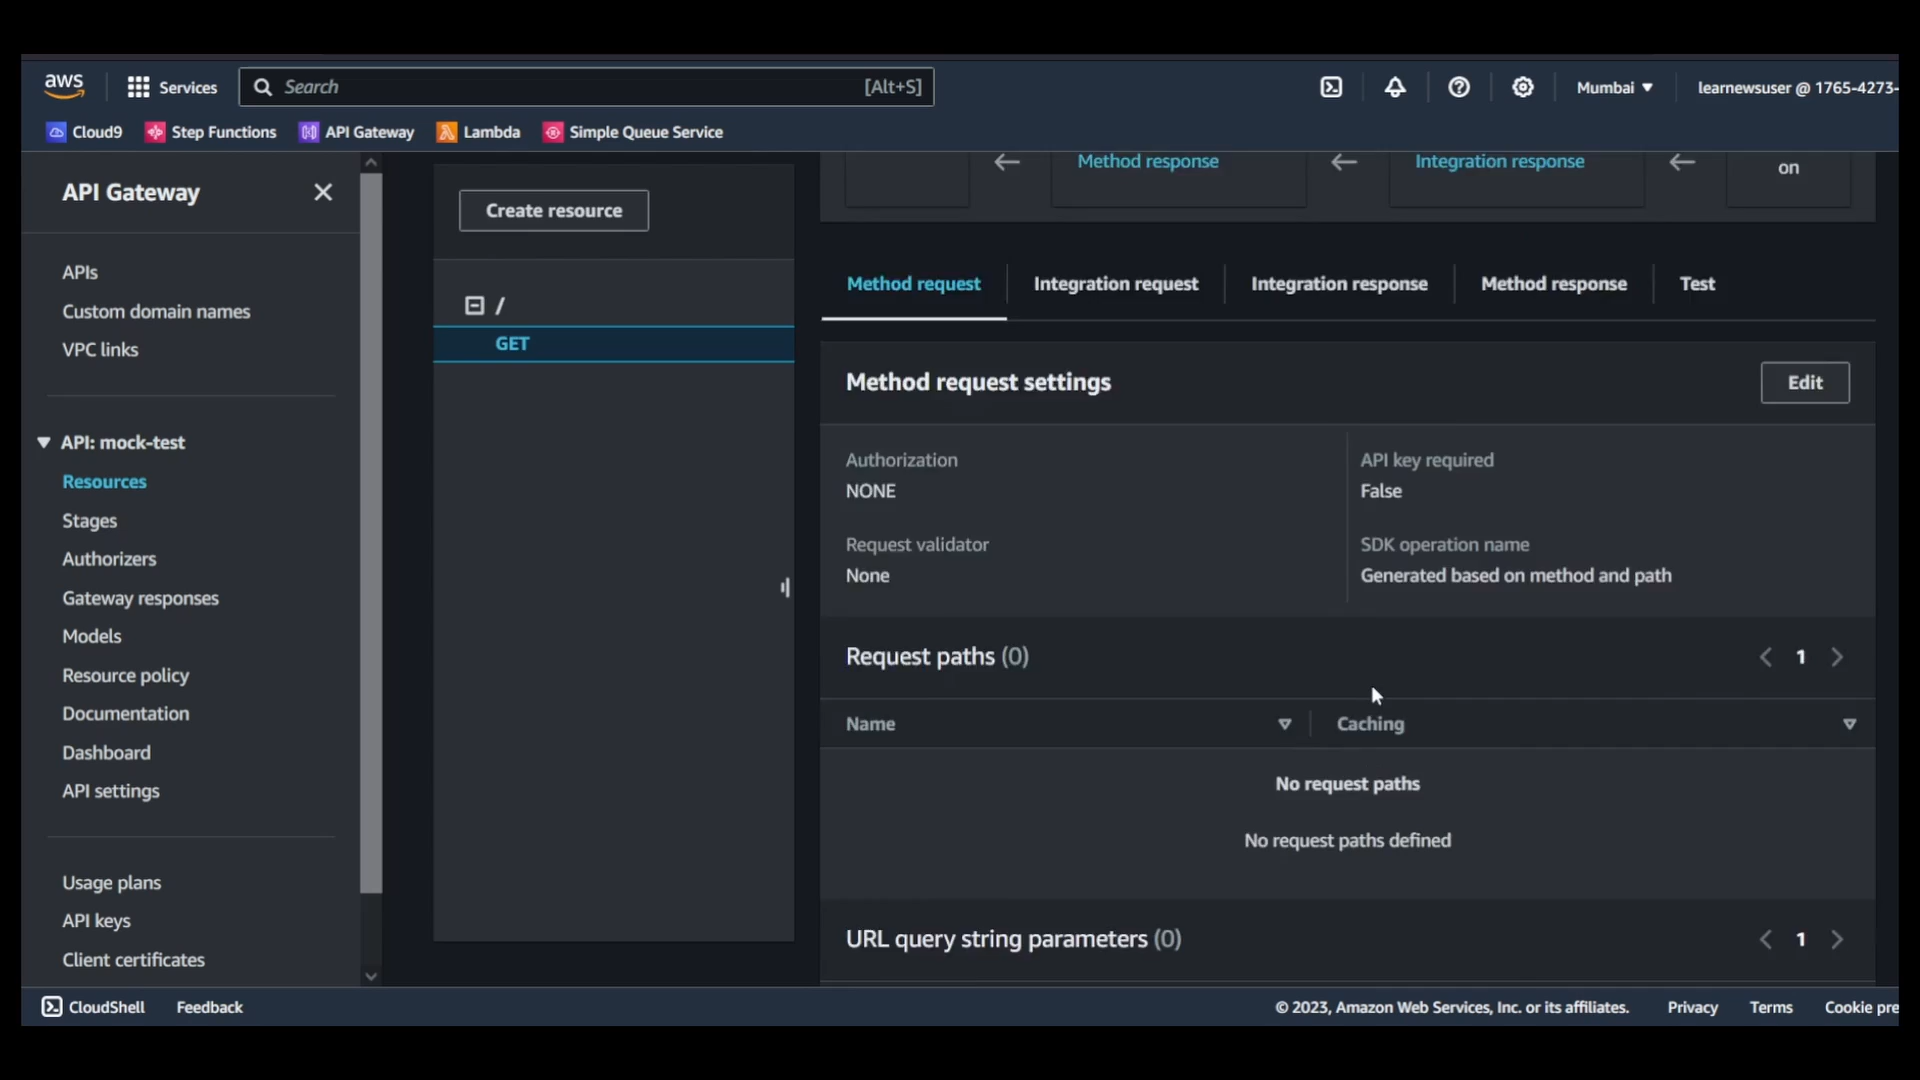 aws
Services
Search
[Alt+S]
Mumbai
learnewsuser @ 1765-4273-
Cloud9
Step Functions
API Gateway
Lambda
Simple Queue Service
API Gateway
APIs
Custom domain names
VPC links
API: mock-test
Resources
Stages
Authorizers
Gateway responses
Models
Resource policy
Documentation
Dashboard
API settings
Usage plans
API keys
Client certificates
Create resource
/
GET
Method response
Integration response
on
Method request
Integration request
Integration response
Method response
Test
Method request settings
Edit
Authorization
NONE
API key required
False
Request validator
None
SDK operation name
Generated based on method and path
Request paths (0)
1
Name
Caching
No request paths
No request paths defined
URL query string parameters (0)
1
CloudShell
Feedback
© 2023, Amazon Web Services, Inc. or its affiliates.
Privacy
Terms
Cookie pre